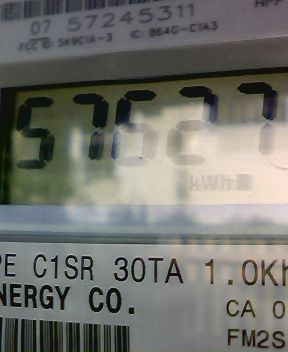 07 57245311
FCC ID: SK9CIA-3 IC: 864G-C1A3
57627
kWh
PE C1SR 30TA 1.0Kh
NERGY CO.
CA 0
FM2S